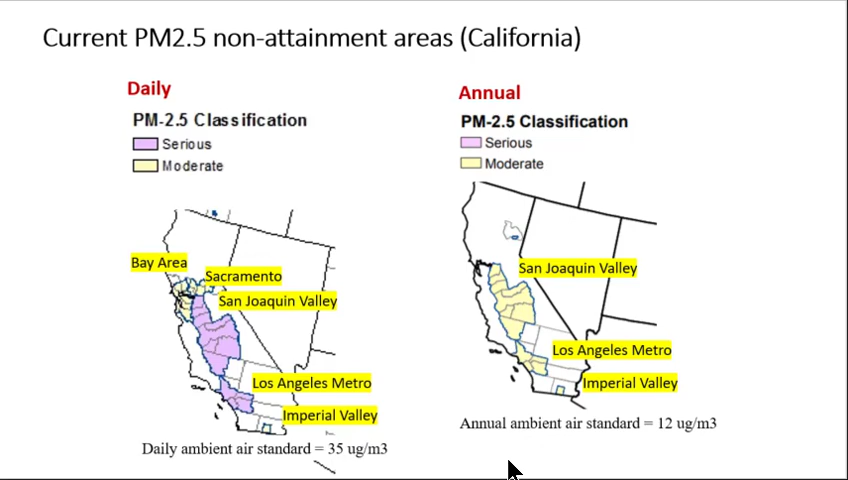 Current PM2.5 non-attainment areas (California)
Daily
PM-2.5 Classification
Serious
Moderate
Bay Area
Sacramento
San Joaquin Valley
Los Angeles Metro
Imperial Valley
Daily ambient air standard = 35 ug/m3
Annual
PM-2.5 Classification
Serious
Moderate
San Joaquin Valley
Los Angeles Metro
Imperial Valley
Annual ambient air standard = 12 ug/m3